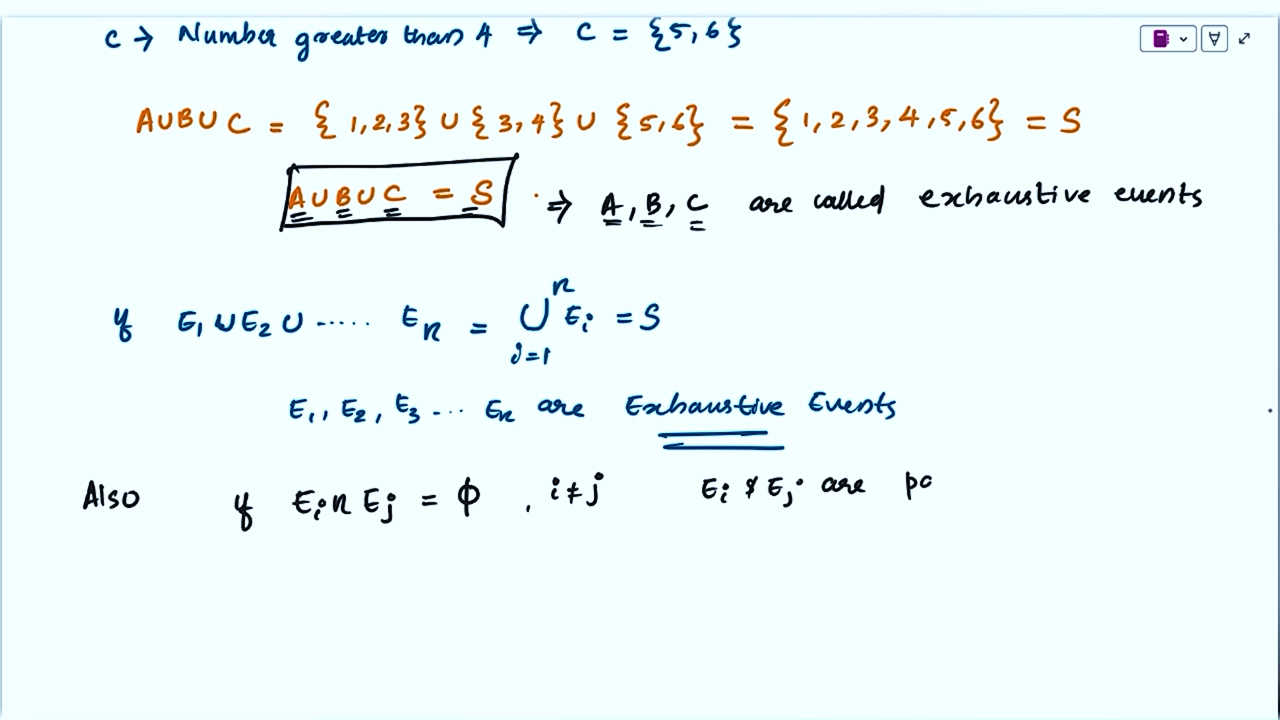 C → Number greater than 4 ⇒ C = {5,6}
A∪B∪C = {1,2,3} ∪ {3,4} ∪ {5,6} = {1,2,3,4,5,6} = S
A∪B∪C = S ⇒ A, B, C are called exhaustive events
If E₁ ∪ E₂ ∪ ..... Eₙ = ⋃ⁿᵢ₌₁ Eᵢ = S
E₁, E₂, E₃ ... Eₙ are Exhaustive Events
Also if Eᵢ ∩ Eⱼ = ϕ , i ≠ j Eᵢ & Eⱼ are pa